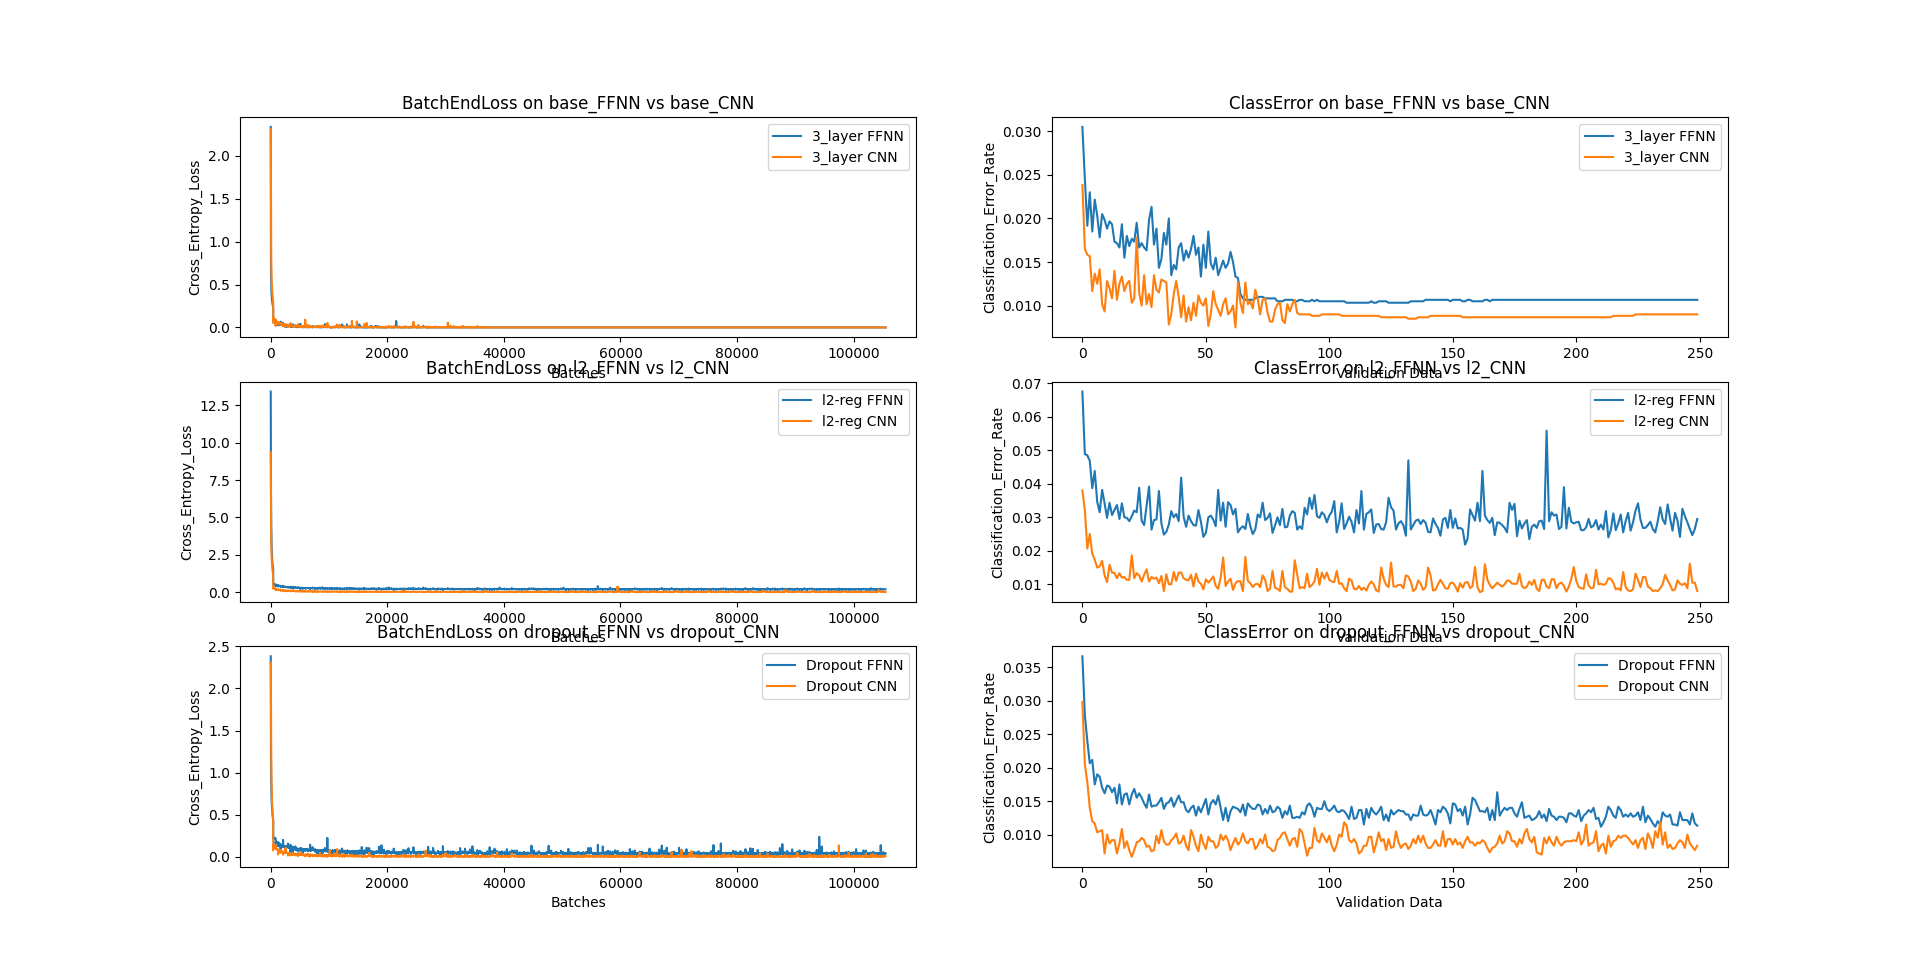 BatchEndLoss on base_FFNN vs base_CNN
Cross_Entropy_Loss
2.0
1.5
1.0
0.5
0.0
3_layer FFNN
3_layer CNN
0 20000 40000 60000 80000 100000
Batches
ClassError on base_FFNN vs base_CNN
Classification_Error_Rate
0.030
0.025
0.020
0.015
0.010
3_layer FFNN
3_layer CNN
0 50 100 150 200 250
Validation Data
BatchEndLoss on l2_FFNN vs l2_CNN
Cross_Entropy_Loss
12.5
10.0
7.5
5.0
2.5
0.0
l2-reg FFNN
l2-reg CNN
0 20000 40000 60000 80000 100000
Batches
ClassError on l2_FFNN vs l2_CNN
Classification_Error_Rate
0.07
0.06
0.05
0.04
0.03
0.02
0.01
l2-reg FFNN
l2-reg CNN
0 50 100 150 200 250
Validation Data
BatchEndLoss on dropout_FFNN vs dropout_CNN
Cross_Entropy_Loss
2.5
2.0
1.5
1.0
0.5
0.0
Dropout FFNN
Dropout CNN
0 20000 40000 60000 80000 100000
Batches
ClassError on dropout_FFNN vs dropout_CNN
Classification_Error_Rate
0.035
0.030
0.025
0.020
0.015
0.010
Dropout FFNN
Dropout CNN
0 50 100 150 200 250
Validation Data